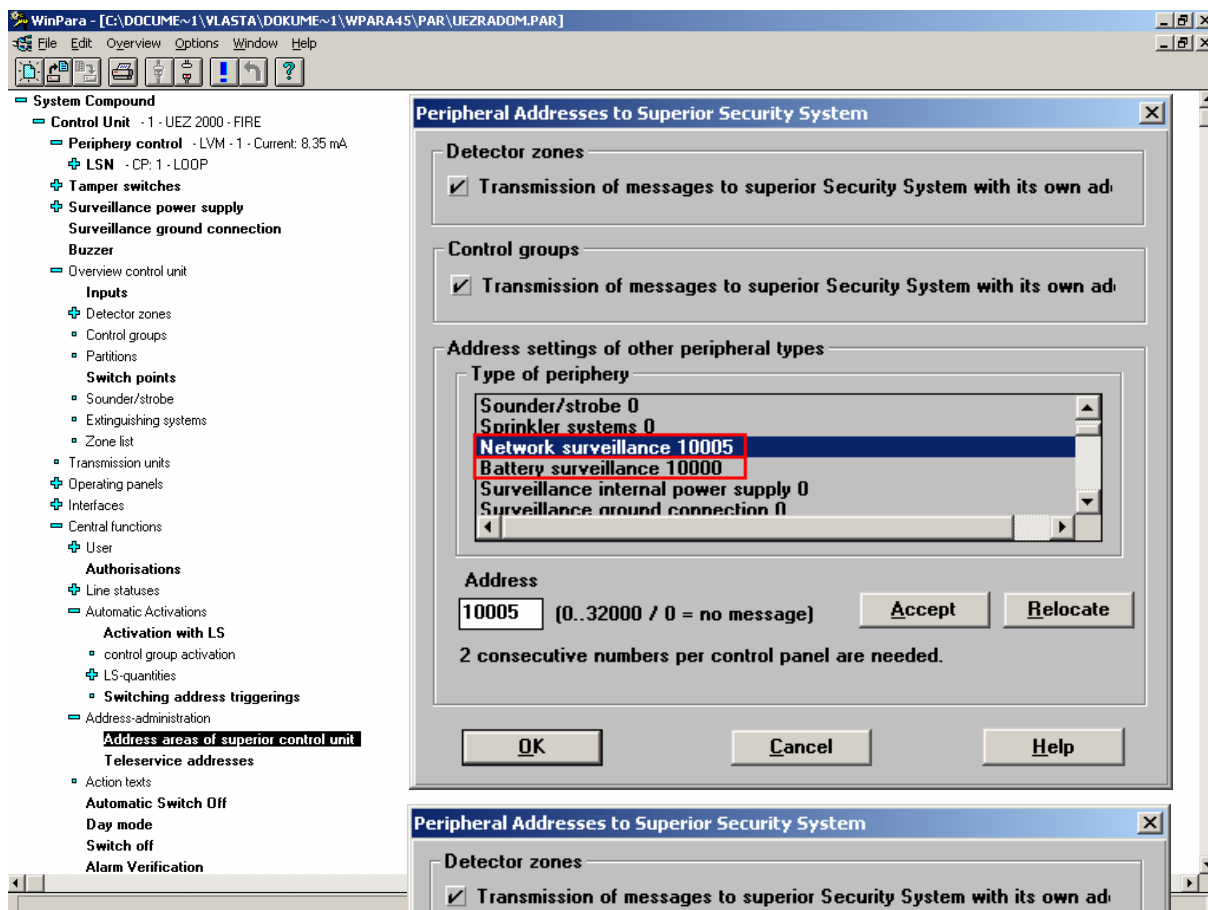 WinPara - [C:\DOCUME~1\VLASTA\DOKUME~1\WPARA45\PAR\UEZRADOM.PAR]
File Edit Overview Options Window Help
System Compound
Control Unit - 1 - UEZ 2000 - FIRE
Periphery control - LVM - 1 - Current: 8.35 mA
LSN - CP: 1 - LOOP
Tamper switches
Surveillance power supply
Surveillance ground connection
Buzzer
Overview control unit
Inputs
Detector zones
Control groups
Partitions
Switch points
Sounder/strobe
Extinguishing systems
Zone list
Transmission units
Operating panels
Interfaces
Central functions
User
Authorisations
Line statuses
Automatic Activations
Activation with LS
control group activation
LS-quantities
Switching address triggerings
Address-administration
Address areas of superior control unit
Teleservice addresses
Action texts
Automatic Switch Off
Day mode
Switch off
Alarm Verification
Peripheral Addresses to Superior Security System
Detector zones
Transmission of messages to superior Security System with its own ad
Control groups
Transmission of messages to superior Security System with its own ad
Address settings of other peripheral types
Type of periphery
Sounder/strobe 0
Sprinkler systems 0
Network surveillance 10005
Battery surveillance 10000
Surveillance internal power supply 0
Surveillance ground connection 0
Address
10005 (0..32000 / 0 = no message) Accept Relocate
2 consecutive numbers per control panel are needed.
OK Cancel Help
Peripheral Addresses to Superior Security System
Detector zones
Transmission of messages to superior Security System with its own ad